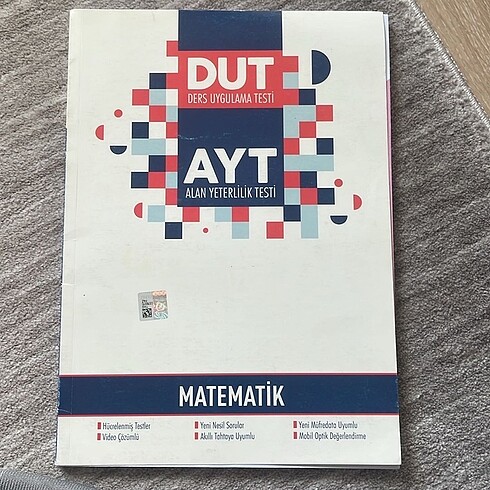 DUT
DERS UYGULAMA TESTİ
AYT
ALAN YETERLİLİK TESTİ
MATEMATİK
Hücrelenmiş Testler
Yeni Nesil Sorular
Yeni Müfredata Uyumlu
Video Çözümlü
Akıllı Tahtaya Uyumlu
Mobil Optik Değerlendirme